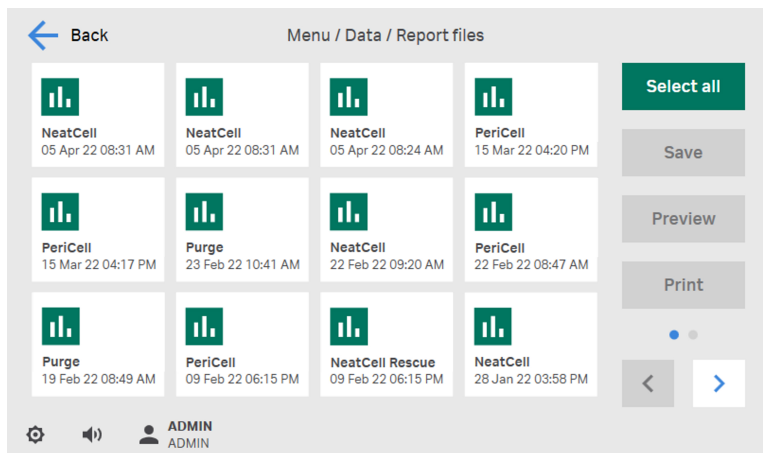 Back
Menu / Data / Report files
NeatCell
05 Apr 22 08:31 AM
NeatCell
05 Apr 22 08:31 AM
NeatCell
05 Apr 22 08:24 AM
PeriCell
15 Mar 22 04:20 PM
PeriCell
15 Mar 22 04:17 PM
Purge
23 Feb 22 10:41 AM
NeatCell
22 Feb 22 09:20 AM
PeriCell
22 Feb 22 08:47 AM
Purge
19 Feb 22 08:49 AM
PeriCell
09 Feb 22 06:15 PM
NeatCell Rescue
09 Feb 22 06:15 PM
NeatCell
28 Jan 22 03:58 PM
Select all
Save
Preview
Print
ADMIN
ADMIN